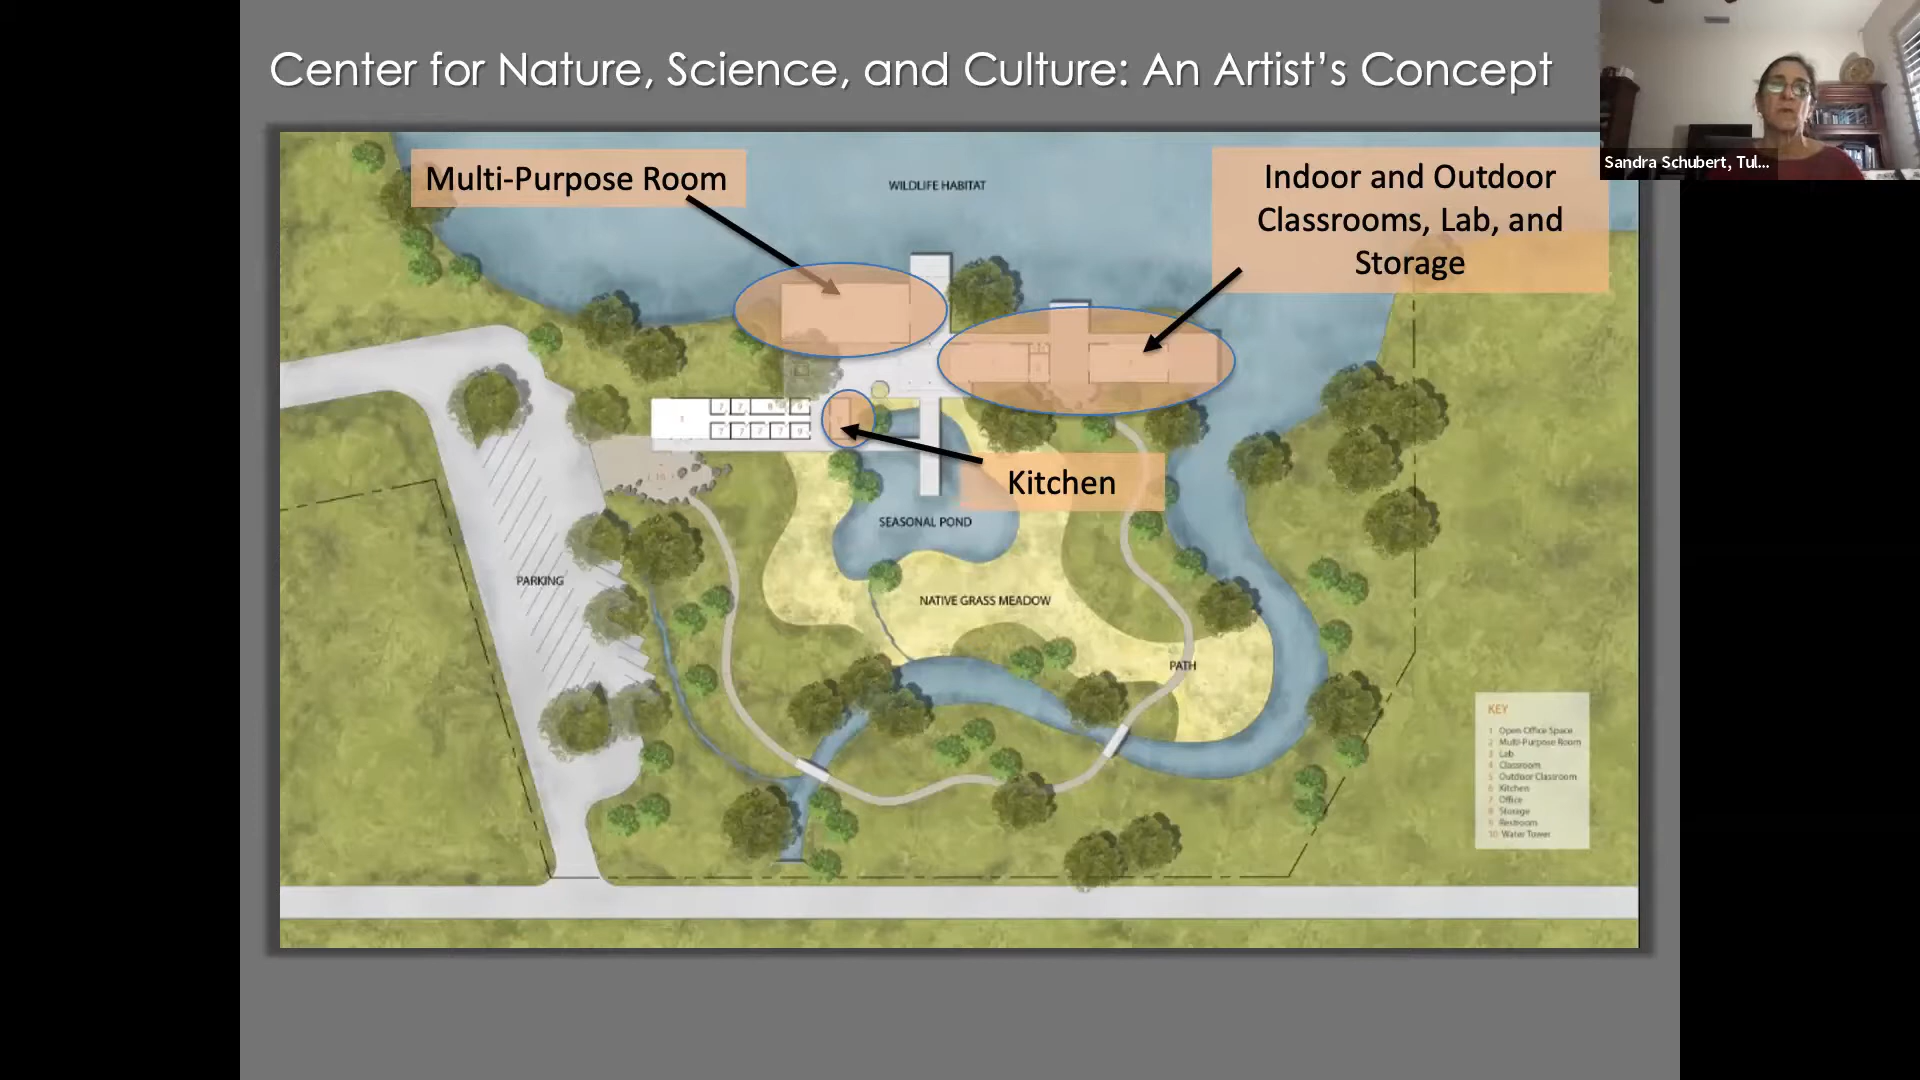 Center for Nature, Science, and Culture: An Artist's Concept
Sandra Schubert, Tul...
Multi-Purpose Room
WILDLIFE HABITAT
Indoor and Outdoor
Classrooms, Lab, and
Storage
Kitchen
SEASONAL POND
PARKING
NATIVE GRASS MEADOW
PATH
KEY
1 Open Office Space
2 Multi-Purpose Room
3 Lab
4 Classroom
5 Outdoor Classroom
6 Kitchen
7 Office
8 Storage
9 Restroom
10 Water Tower